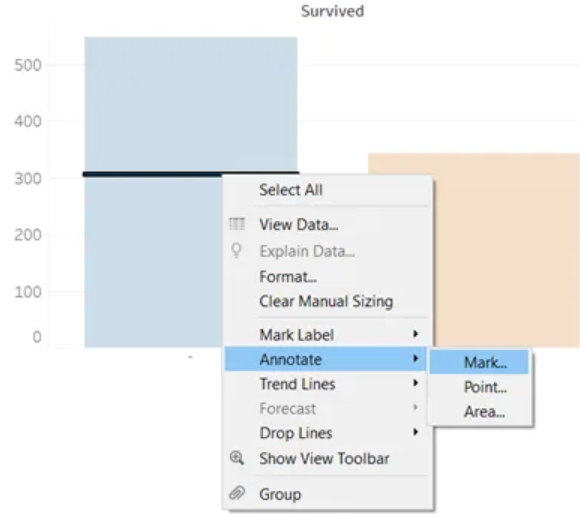 Survived
500
400
300
200
100
0
Select All
View Data...
Explain Data...
Format...
Clear Manual Sizing
Mark Label
Annotate
Trend Lines
Forecast
Drop Lines
Show View Toolbar
Group
Mark...
Point...
Area...